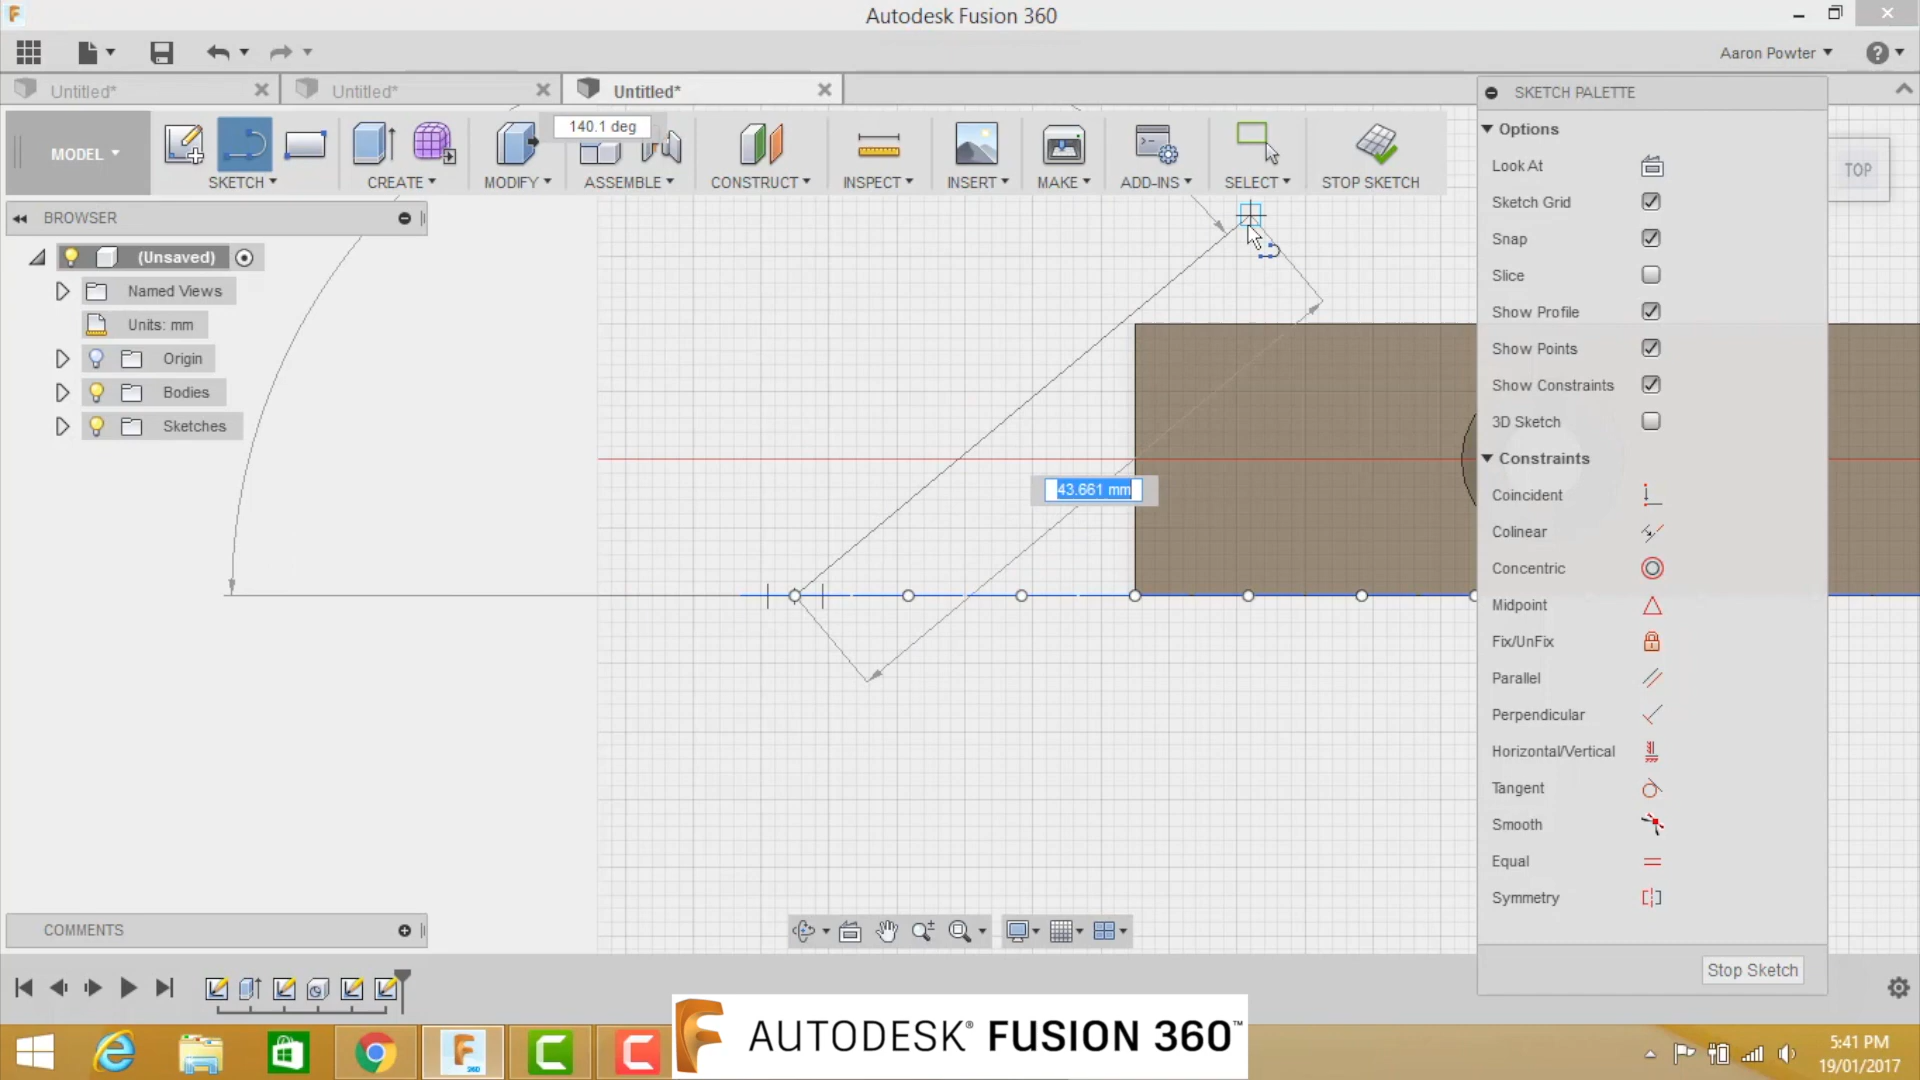 Autodesk Fusion 360
Aaron Powter
Untitled*
Untitled*
Untitled*
140.1 deg
MODEL
SKETCH
CREATE
MODIFY
ASSEMBLE
CONSTRUCT
INSPECT
INSERT
MAKE
ADD-INS
SELECT
STOP SKETCH
TOP
BROWSER
(Unsaved)
Named Views
Units: mm
Origin
Bodies
Sketches
43.661 mm
SKETCH PALETTE
Options
Look At
Sketch Grid
Snap
Slice
Show Profile
Show Points
Show Constraints
3D Sketch
Constraints
Coincident
Colinear
Concentric
Midpoint
Fix/UnFix
Parallel
Perpendicular
Horizontal/Vertical
Tangent
Smooth
Equal
Symmetry
Stop Sketch
COMMENTS
AUTODESK® FUSION 360™
5:41 PM
19/01/2017